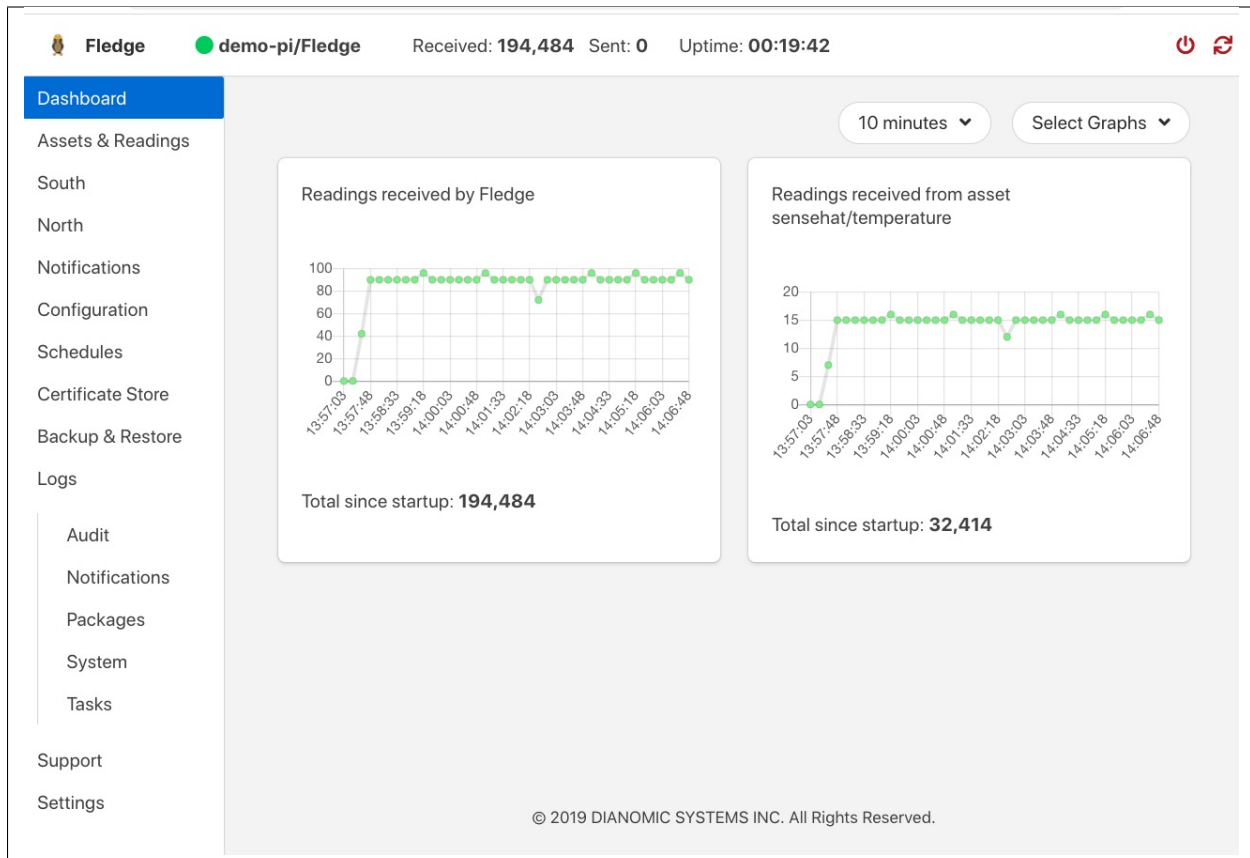 Fledge
demo-pi/Fledge
Received: 194,484 Sent: 0 Uptime: 00:19:42
Dashboard
Assets & Readings
South
North
Notifications
Configuration
Schedules
Certificate Store
Backup & Restore
Logs
Audit
Notifications
Packages
System
Tasks
Support
Settings
10 minutes
Select Graphs
Readings received by Fledge
100
80
60
40
20
0
13:57:03
13:57:48
13:58:33
13:59:18
14:00:03
14:00:48
14:01:33
14:02:18
14:03:03
14:03:48
14:04:33
14:05:18
14:06:03
14:06:48
Total since startup: 194,484
Readings received from asset
sensehat/temperature
20
15
10
5
0
13:57:03
13:57:48
13:58:33
13:59:18
14:00:03
14:00:48
14:01:33
14:02:18
14:03:03
14:03:48
14:04:33
14:05:18
14:06:03
14:06:48
Total since startup: 32,414
© 2019 DIANOMIC SYSTEMS INC. All Rights Reserved.